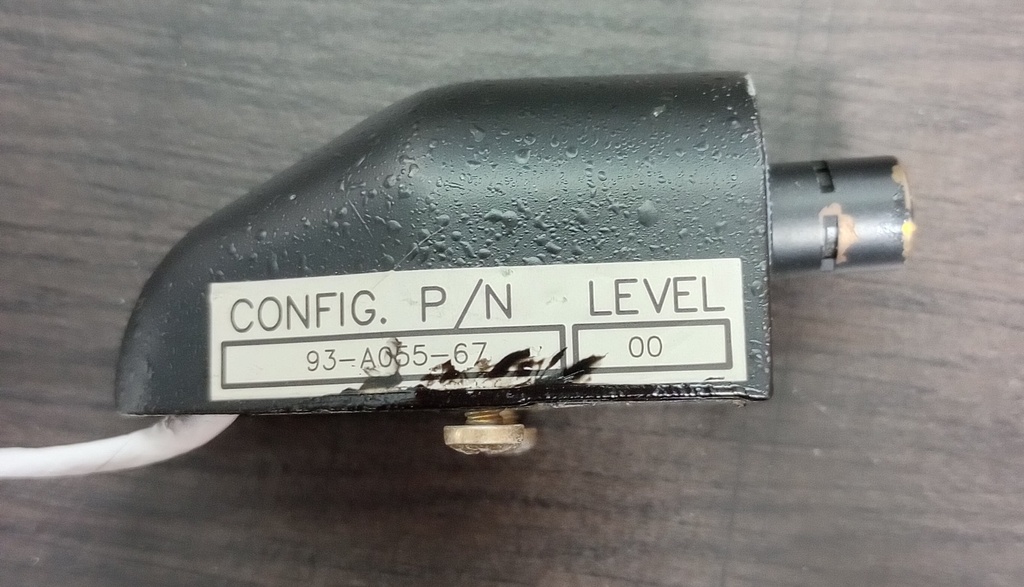 CONFIG. P/N LEVEL
93-A055-67 00